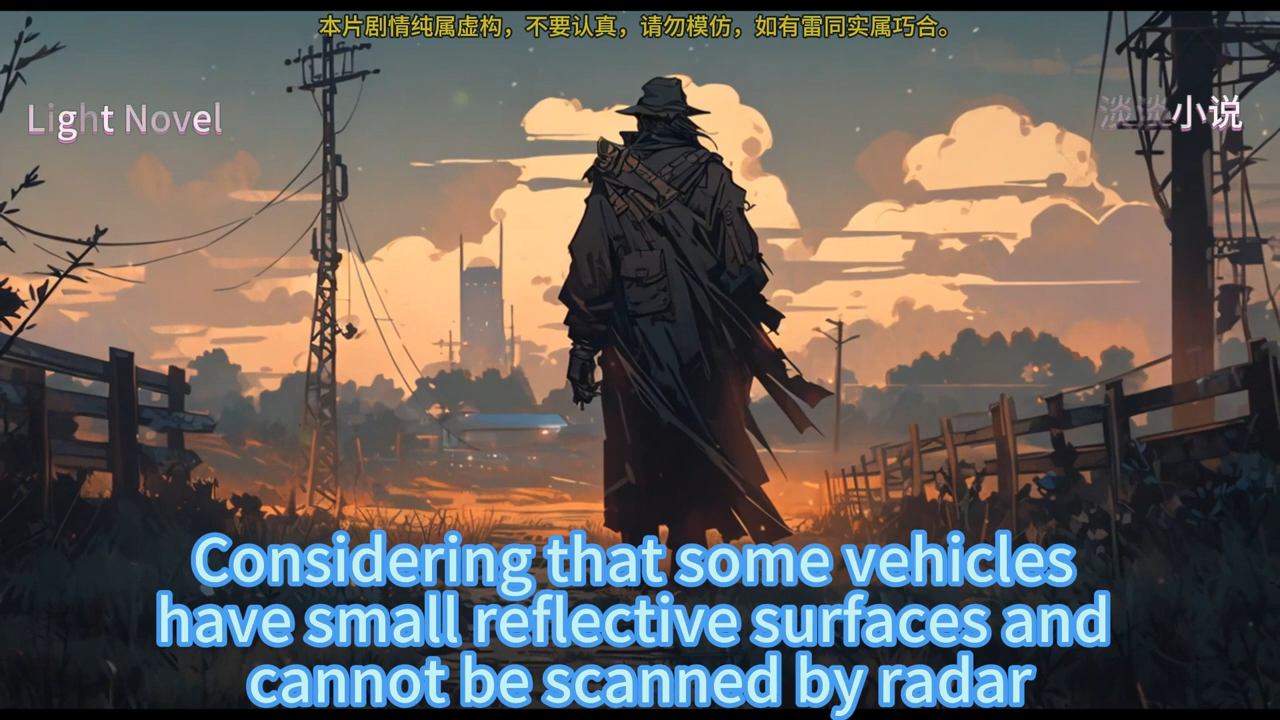 本片剧情纯属虚构，不要认真，请勿模仿，如有雷同实属巧合。
Light Novel
淡淡小说
Considering that some vehicles
have small reflective surfaces and
cannot be scanned by radar